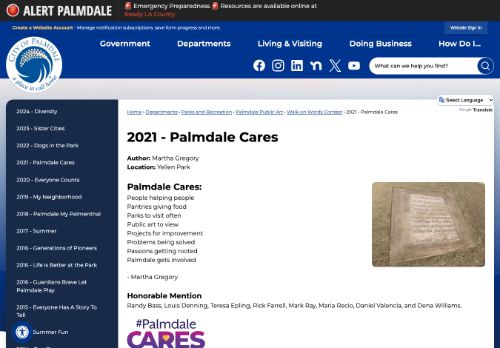 ALERT PALMDALE
🚨 Emergency Preparedness 🚨 Resources are available online at
Ready LA County.
Create a Website Account - Manage notification subscriptions, save form progress and more.
Website Sign In
CITY OF PALMDALE
a place to call home
Government
Departments
Living & Visiting
Doing Business
How Do I...
What can we help you find?
Select Language
Google Translate
2024 - Diversity
2023 - Sister Cities
2022 - Dogs in the Park
2021 - Palmdale Cares
2020 - Everyone Counts
2019 - My Neighborhood
2018 - Palmdale My Palmenthal
2017 - Summer
2016 - Generations of Pioneers
2016 - Life is Better at the Park
2016 - Guardians Brave Let
Palmdale Play
2015 - Everyone Has A Story To
Tell
Summer Fun
Home › Departments › Parks and Recreation › Palmdale Public Art › Walk on Words Contest › 2021 - Palmdale Cares
2021 - Palmdale Cares
Author: Martha Gregory
Location: Yellen Park
Palmdale Cares:
People helping people
Pantries giving food
Parks to visit often
Public art to view
Projects for improvement
Problems being solved
Passions getting rooted
Palmdale gets involved
- Martha Gregory
Honorable Mention
Randy Bass, Louis Denning, Teresa Epling, Rick Farrell, Mark Ray, Maria Recio, Daniel Valencia, and Dena Williams.
#Palmdale
CARES